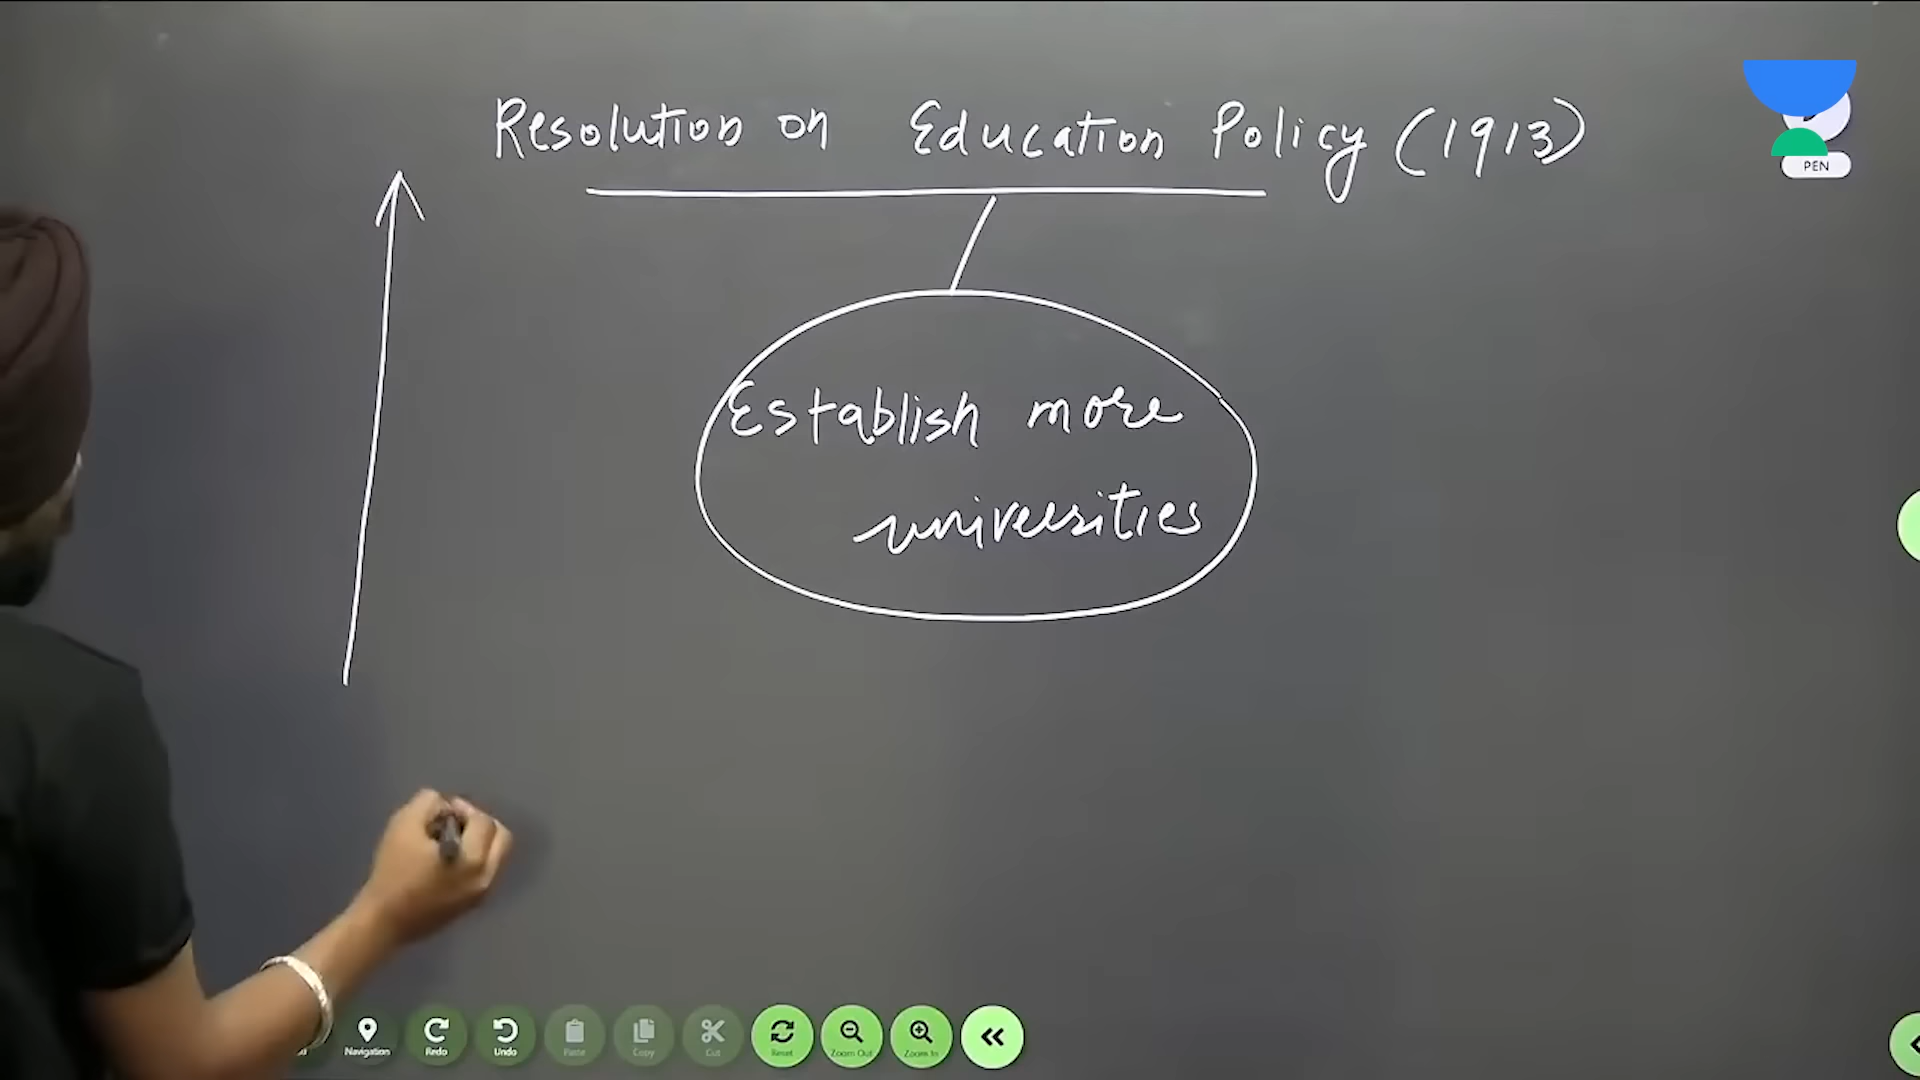 Resolution on Education Policy (1913)
PEN
Establish more
universities
Navigation
Redo
Undo
Paste
Copy
Cut
Reset
Zoom Out
Zoom In